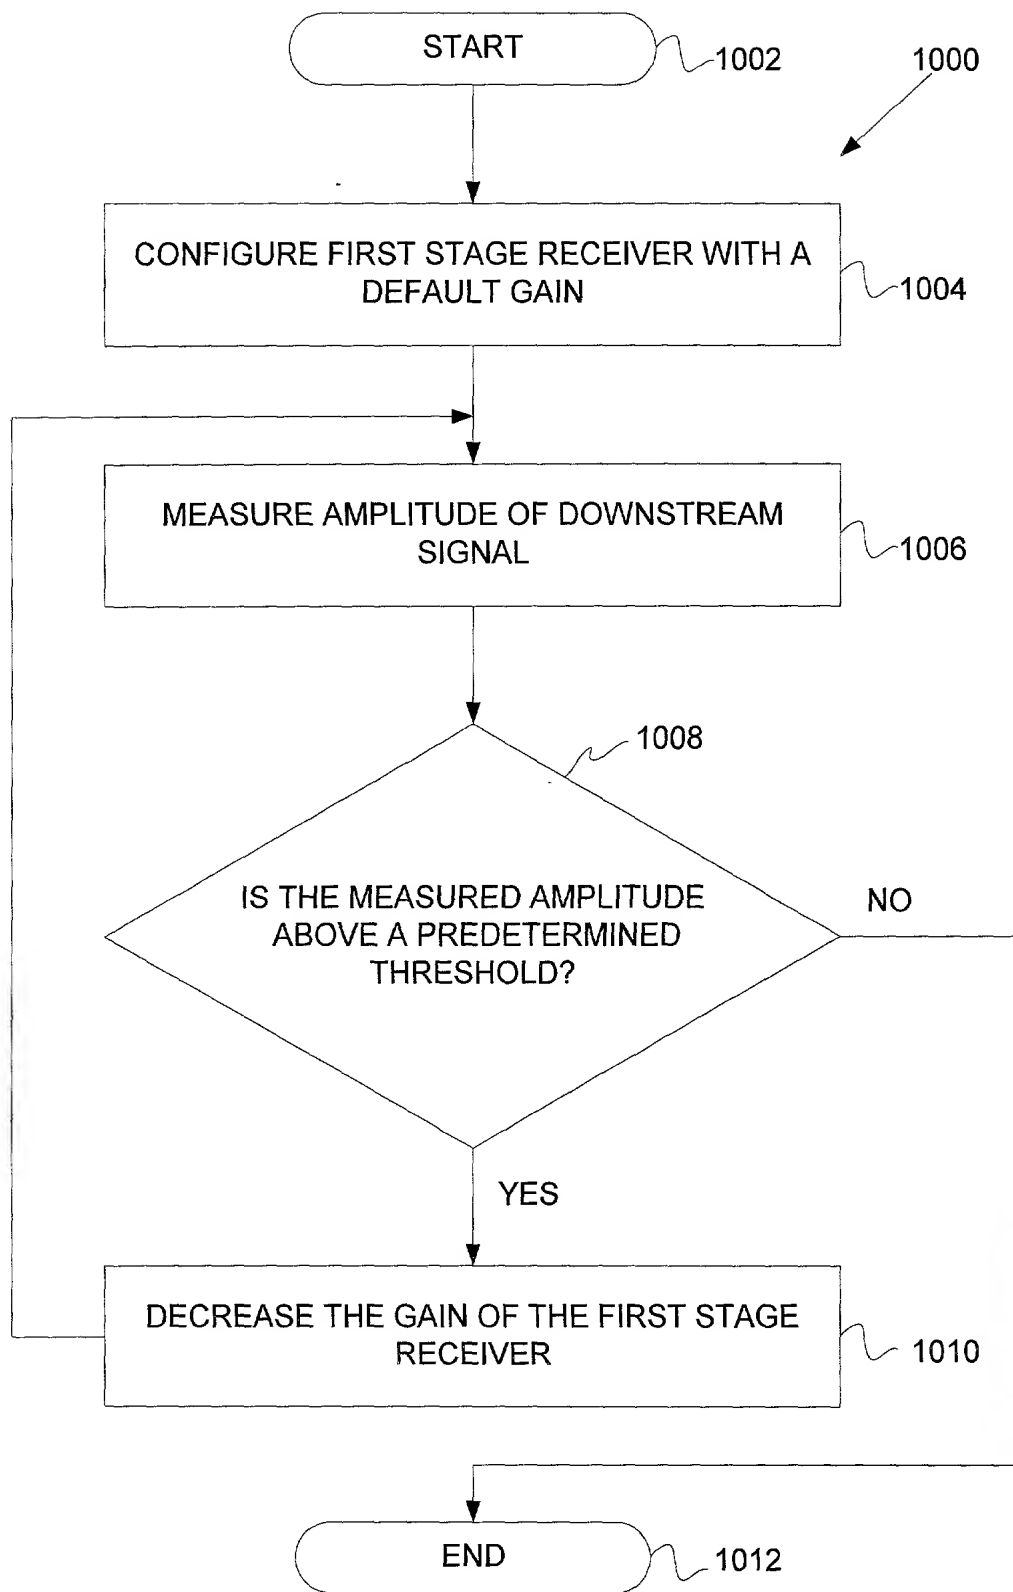 START
1002
1000
CONFIGURE FIRST STAGE RECEIVER WITH A
DEFAULT GAIN
1004
MEASURE AMPLITUDE OF DOWNSTREAM
SIGNAL
1006
1008
IS THE MEASURED AMPLITUDE
ABOVE A PREDETERMINED
THRESHOLD?
NO
YES
DECREASE THE GAIN OF THE FIRST STAGE
RECEIVER
1010
END
1012